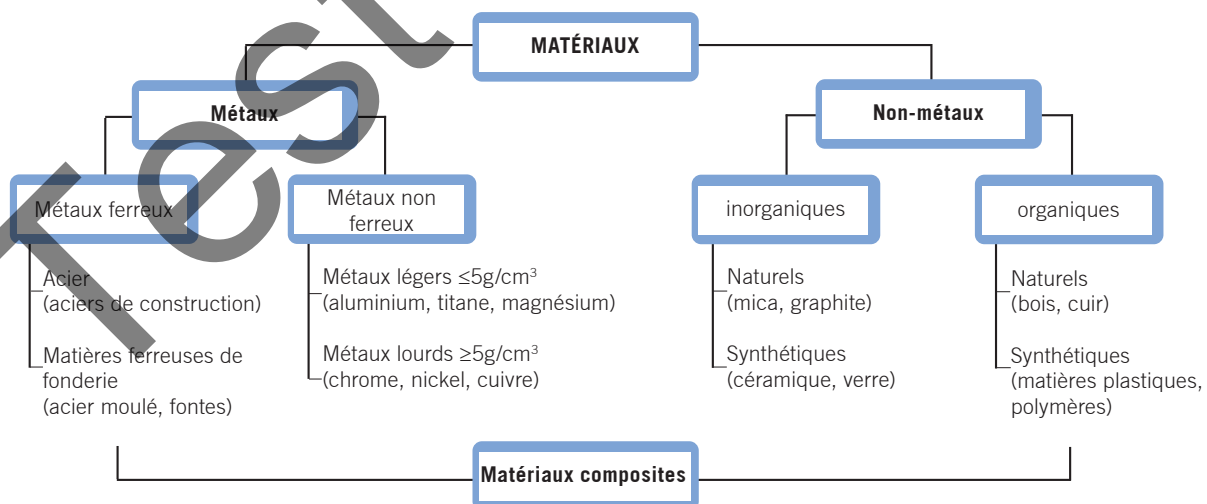 MATÉRIAUX
Métaux
Non-métaux
Métaux ferreux
Métaux non
ferreux
inorganiques
organiques
Acier
(aciers de construction)
Matières ferreuses de
fonderie
(acier moulé, fontes)
Métaux légers ≤5g/cm³
(aluminium, titane, magnésium)
Métaux lourds ≥5g/cm³
(chrome, nickel, cuivre)
Naturels
(mica, graphite)
Synthétiques
(céramique, verre)
Naturels
(bois, cuir)
Synthétiques
(matières plastiques,
polymères)
Matériaux composites
Test